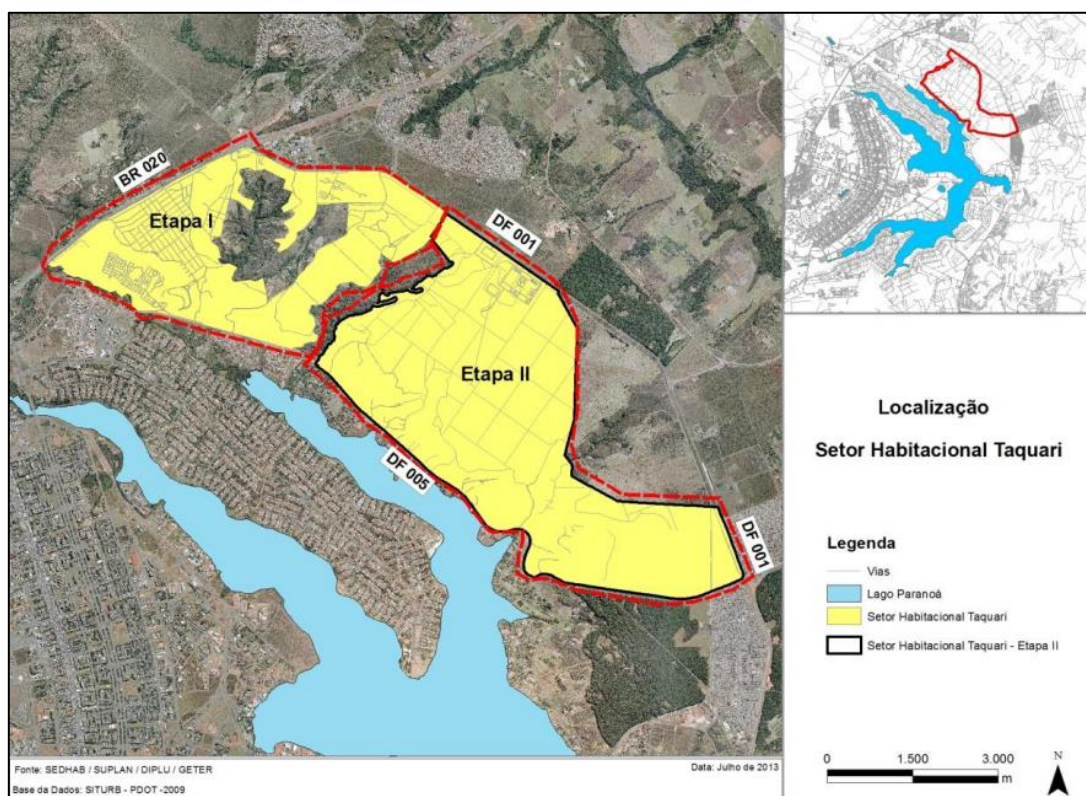 BR 020
Etapa I
DF 001
Etapa II
DF 005
DF 001
Localização
Setor Habitacional Taquari
Legenda
Vias
Lago Paranoá
Setor Habitacional Taquari
Setor Habitacional Taquari - Etapa II
0 1.500 3.000
m
N
Fonte: SEDHAB / SUPLAN / DIPLU / GETER
Data: Julho de 2013
Base da Dados: SITURB - PDOT -2009